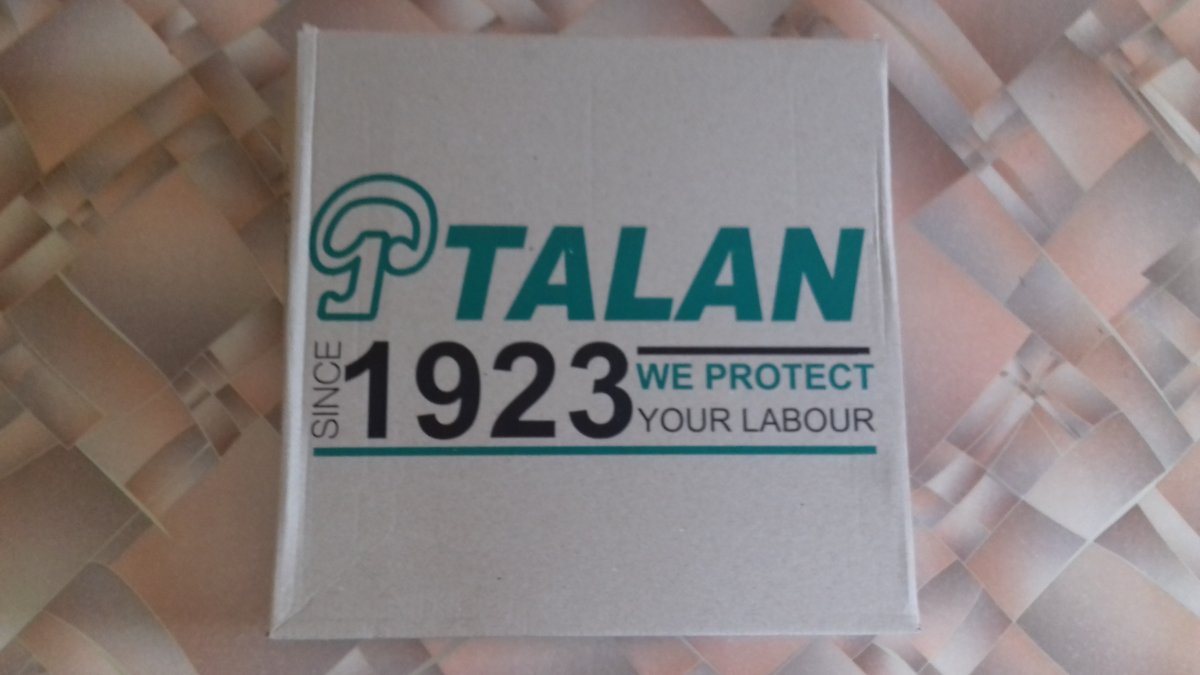 TALAN
SINCE
1923
WE PROTECT
YOUR LABOUR